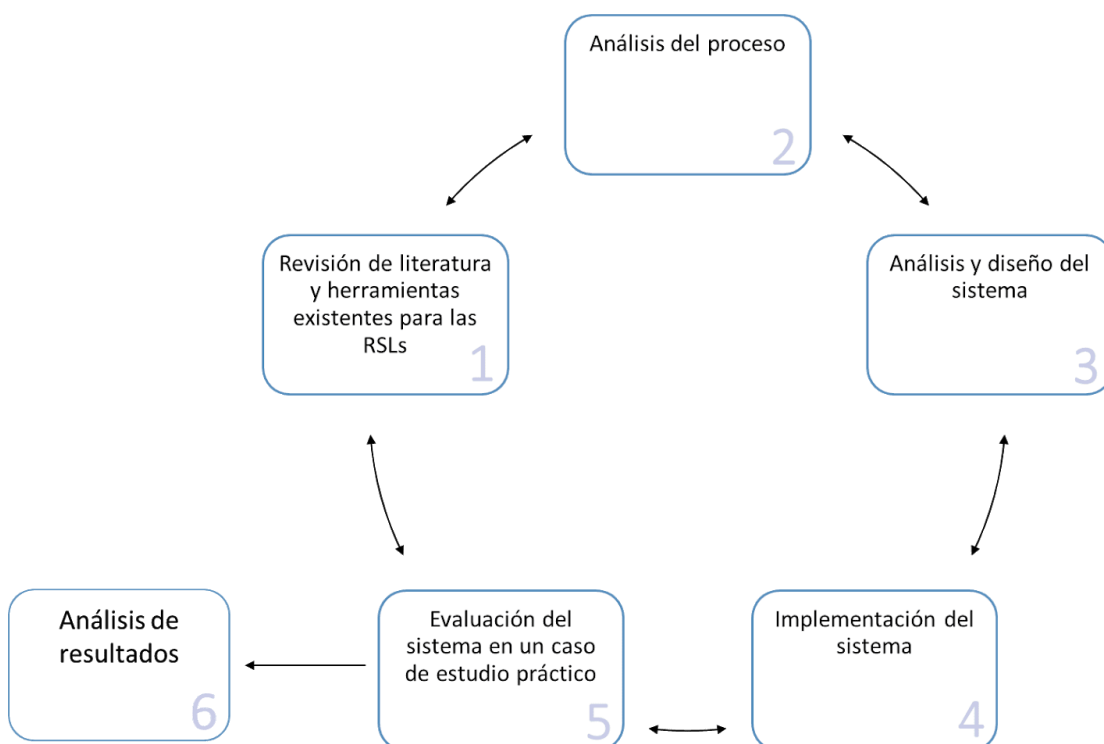 Análisis del proceso
2
Revisión de literatura
y herramientas
existentes para las
RSLs
1
Análisis y diseño del
sistema
3
Análisis de
resultados
6
Evaluación del
sistema en un caso
de estudio práctico
5
Implementación del
sistema
4